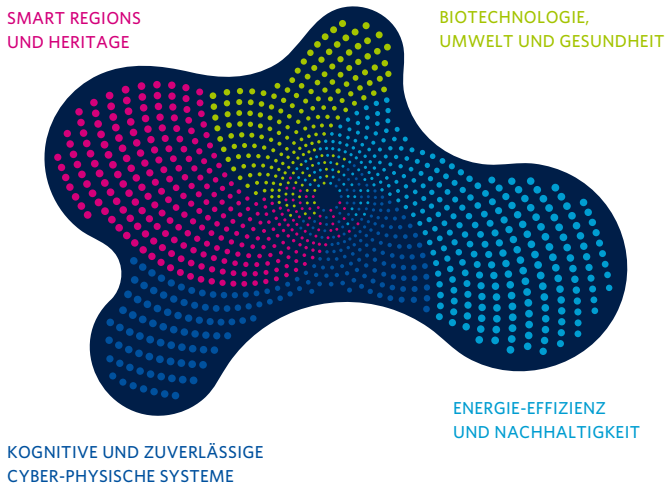 SMART REGIONS
UND HERITAGE
BIOTECHNOLOGIE,
UMWELT UND GESUNDHEIT
ENERGIE-EFFIZIENZ
UND NACHHALTIGKEIT
KOGNITIVE UND ZUVERLÄSSIGE
CYBER-PHYSISCHE SYSTEME